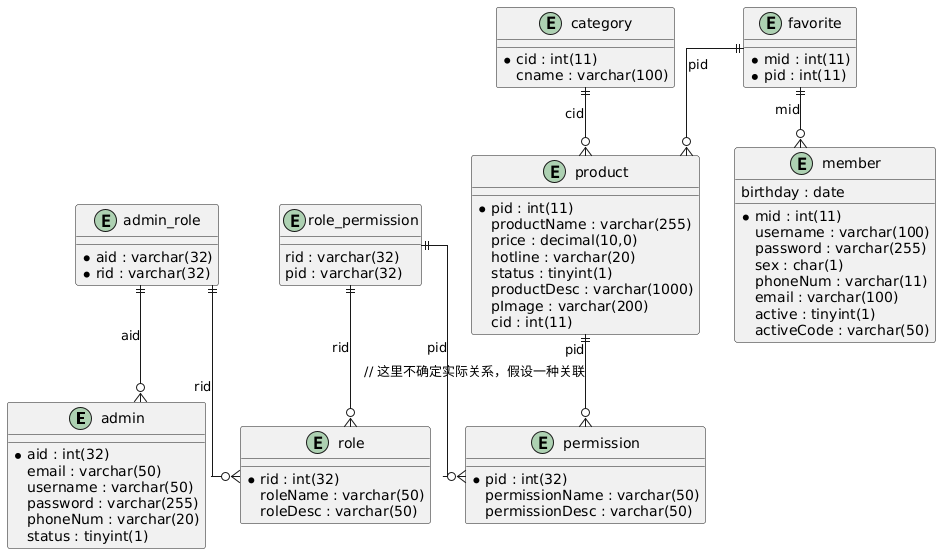 E category
* cid : int(11)
cname : varchar(100)
E favorite
* mid : int(11)
* pid : int(11)
pid
cid
mid
E product
* pid : int(11)
productName : varchar(255)
price : decimal(10,0)
hotline : varchar(20)
status : tinyint(1)
productDesc : varchar(1000)
pImage : varchar(200)
cid : int(11)
E member
birthday : date
* mid : int(11)
username : varchar(100)
password : varchar(255)
sex : char(1)
phoneNum : varchar(11)
email : varchar(100)
active : tinyint(1)
activeCode : varchar(50)
E admin_role
* aid : varchar(32)
* rid : varchar(32)
E role_permission
rid : varchar(32)
pid : varchar(32)
aid
rid
rid
pid
pid
// 这里不确定实际关系，假设一种关联
E admin
* aid : int(32)
email : varchar(50)
username : varchar(50)
password : varchar(255)
phoneNum : varchar(20)
status : tinyint(1)
E role
* rid : int(32)
roleName : varchar(50)
roleDesc : varchar(50)
E permission
* pid : int(32)
permissionName : varchar(50)
permissionDesc : varchar(50)